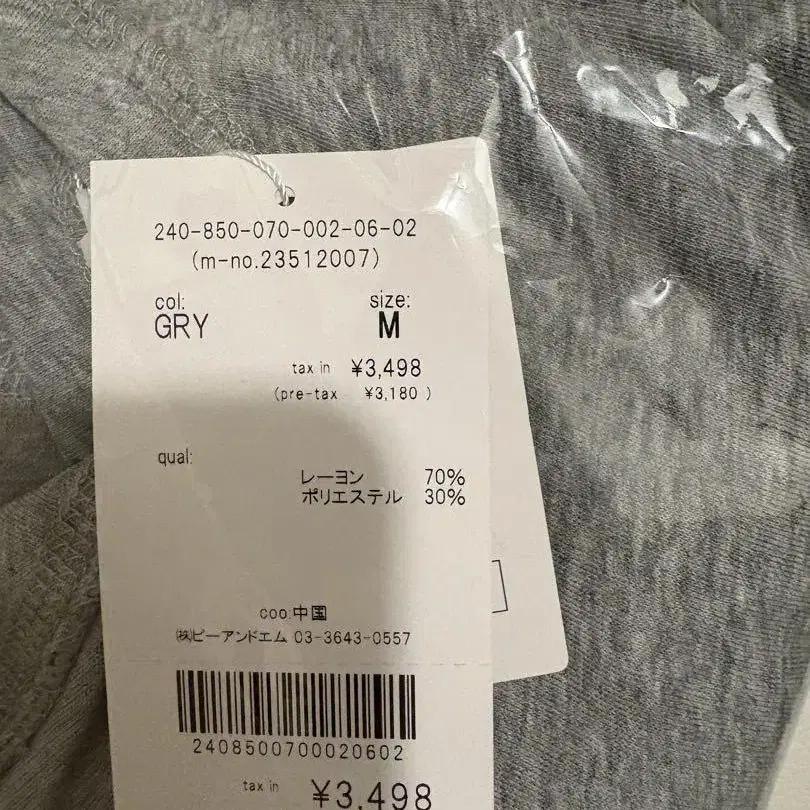 240-850-070-002-06-02
(m-no.23512007)
col: size:
GRY M
tax in ¥3,498
(pre-tax ¥3,180 )
qual:
レーヨン 70%
ポリエステル 30%
coo:中国
㈱ピーアンドエム 03-3643-0557
2408500700020602
tax in ¥3,498